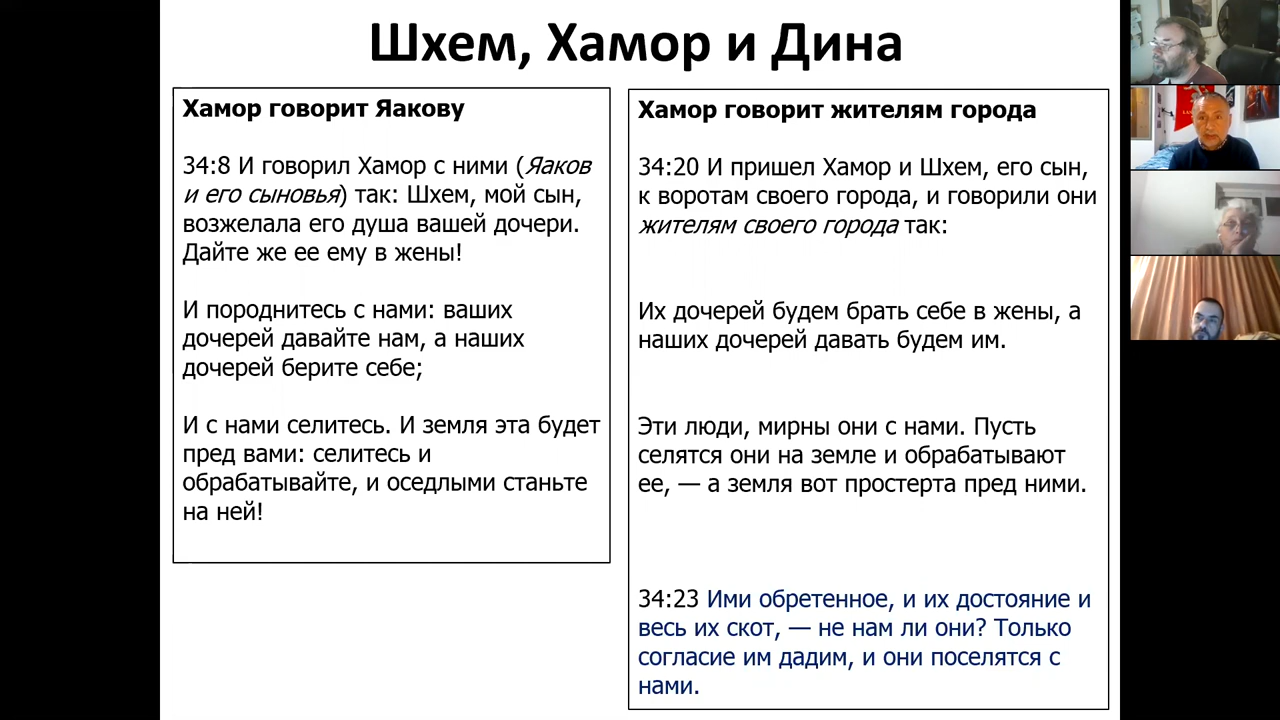 Шхем, Хамор и Дина
Хамор говорит Яакову
34:8 И говорил Хамор с ними (Яаков
и его сыновья) так: Шхем, мой сын,
возжелала его душа вашей дочери.
Дайте же ее ему в жены!
И породнитесь с нами: ваших
дочерей давайте нам, а наших
дочерей берите себе;
И с нами селитесь. И земля эта будет
пред вами: селитесь и
обрабатывайте, и оседлыми станьте
на ней!
Хамор говорит жителям города
34:20 И пришел Хамор и Шхем, его сын,
к воротам своего города, и говорили они
жителям своего города так:
Их дочерей будем брать себе в жены, а
наших дочерей давать будем им.
Эти люди, мирны они с нами. Пусть
селятся они на земле и обрабатывают
ее, — а земля вот простерта пред ними.
34:23 Ими обретенное, и их достояние и
весь их скот, — не нам ли они? Только
согласие им дадим, и они поселятся с
нами.